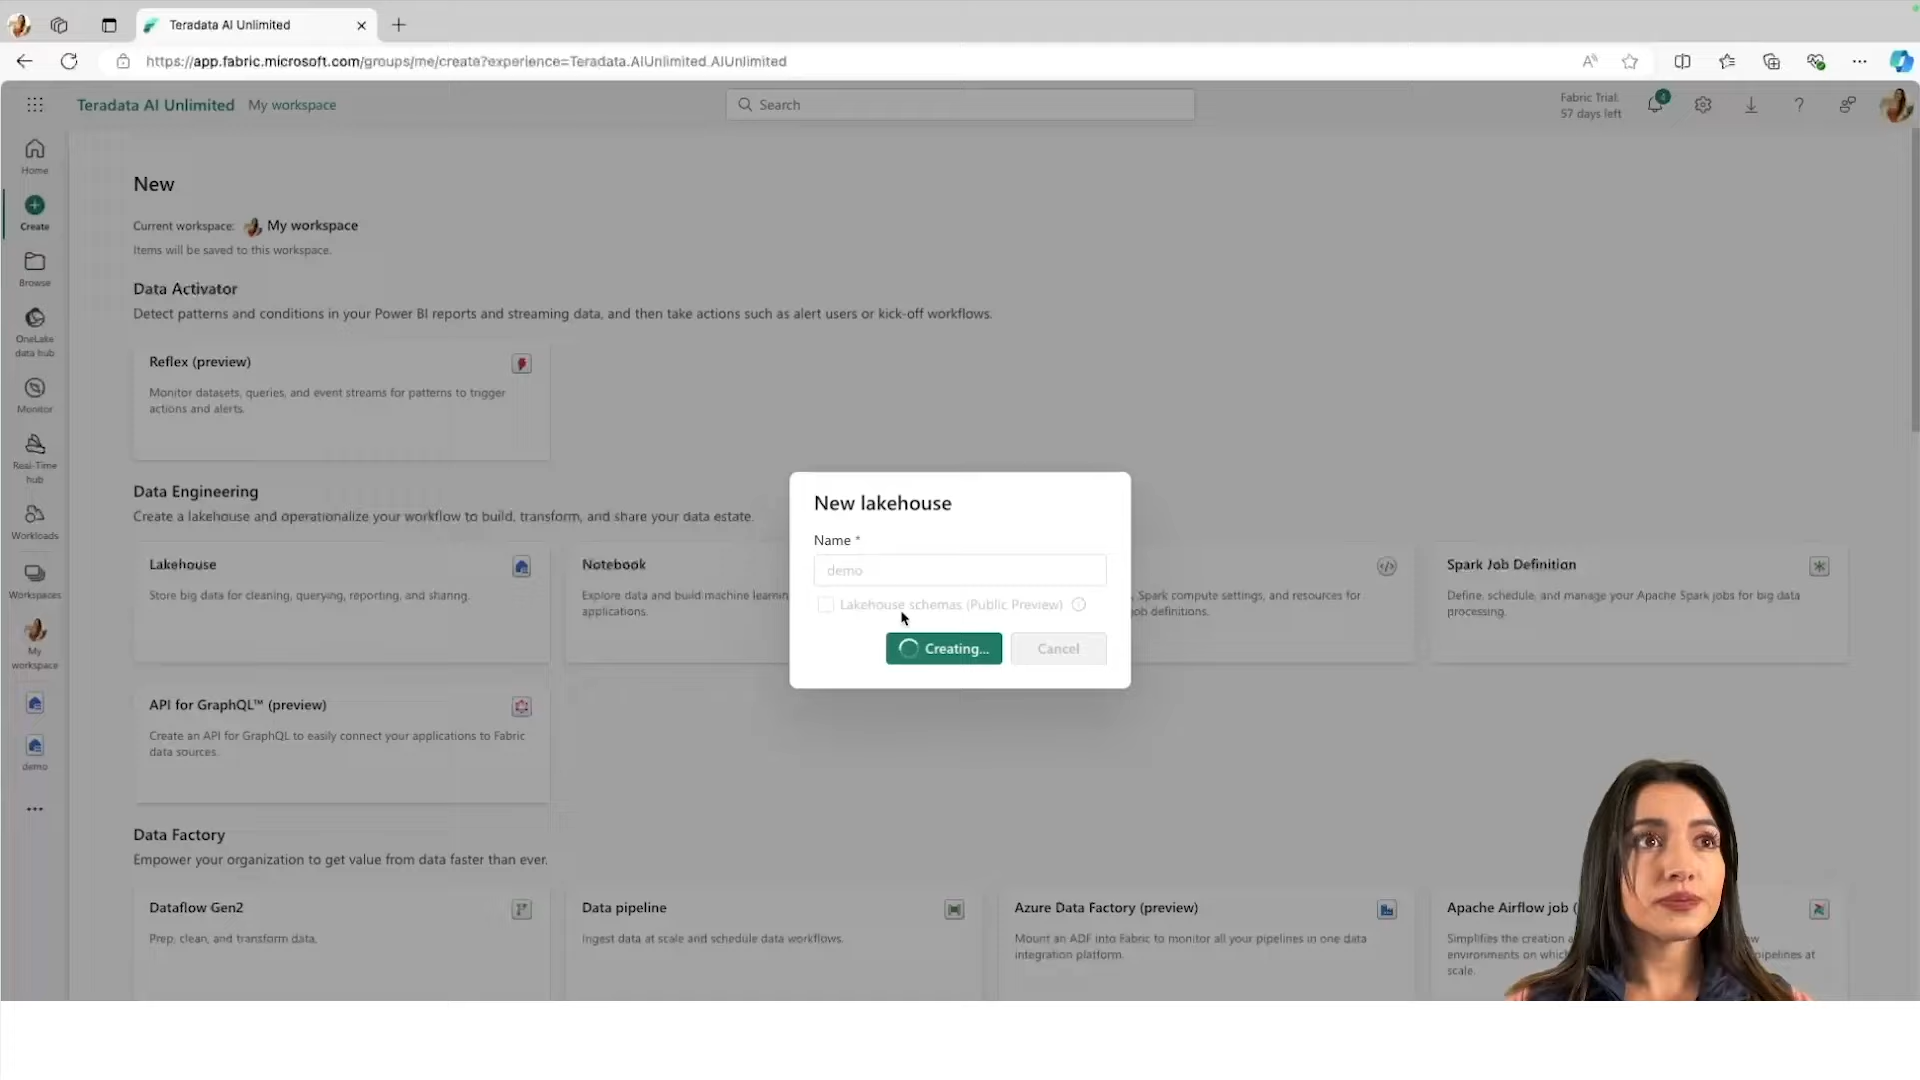 Teradata AI Unlimited
https://app.fabric.microsoft.com/groups/me/create?experience=Teradata.AIUnlimited.AIUnlimited
Teradata AI Unlimited My workspace
Search
Fabric Trial:
57 days left
4
?
Home
Create
Browse
OneLake
data hub
Monitor
Real-Time
hub
Workloads
Workspaces
My
workspace
demo
New
Current workspace: My workspace
Items will be saved to this workspace.
Data Activator
Detect patterns and conditions in your Power BI reports and streaming data, and then take actions such as alert users or kick-off workflows.
Reflex (preview)
Monitor datasets, queries, and event streams for patterns to trigger
actions and alerts.
Data Engineering
Create a lakehouse and operationalize your workflow to build, transform, and share your data estate.
Lakehouse
Store big data for cleaning, querying, reporting, and sharing.
Notebook
Explore data and build machine learnin
applications.
Spark compute settings, and resources for
job definitions.
Spark Job Definition
Define, schedule, and manage your Apache Spark jobs for big data
processing.
New lakehouse
Name *
demo
Lakehouse schemas (Public Preview)
Creating...
Cancel
API for GraphQL™ (preview)
Create an API for GraphQL to easily connect your applications to Fabric
data sources.
Data Factory
Empower your organization to get value from data faster than ever.
Dataflow Gen2
Prep, clean, and transform data.
Data pipeline
Ingest data at scale and schedule data workflows.
Azure Data Factory (preview)
Mount an ADF into Fabric to monitor all your pipelines in one data
integration platform.
Apache Airflow job (
Simplifies the creation
environments on which pipelines at
scale.